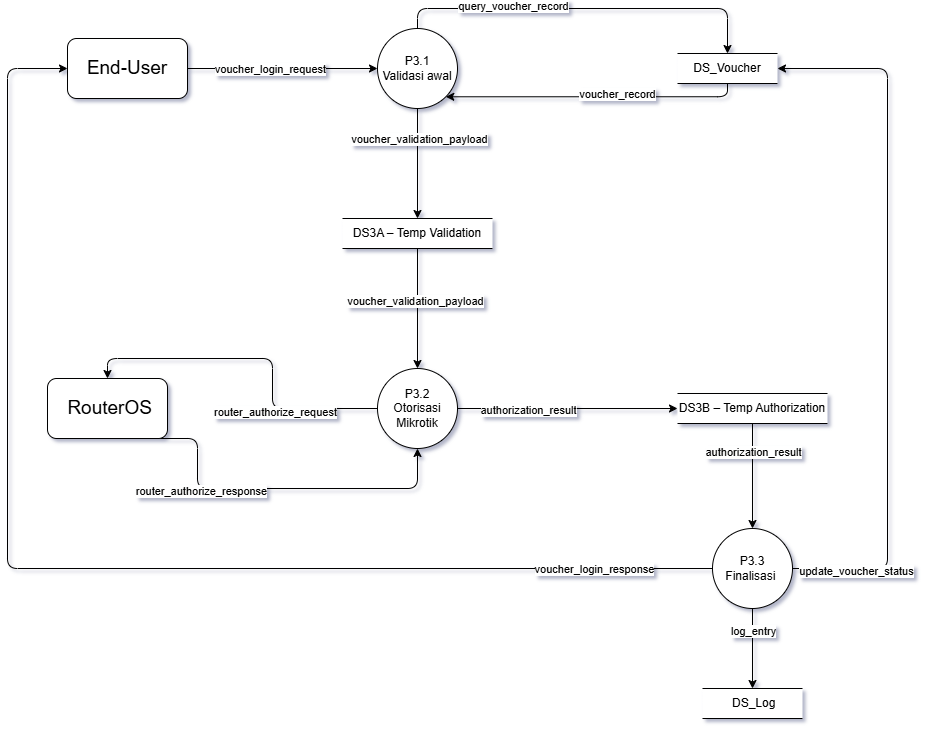 query_voucher_record
End-User
voucher_login_request
P3.1
Validasi awal
DS_Voucher
voucher_record
voucher_validation_payload
DS3A – Temp Validation
voucher_validation_payload
RouterOS
router_authorize_request
P3.2
Otorisasi
Mikrotik
authorization_result
DS3B – Temp Authorization
authorization_result
router_authorize_response
voucher_login_response
P3.3
Finalisasi
update_voucher_status
log_entry
DS_Log